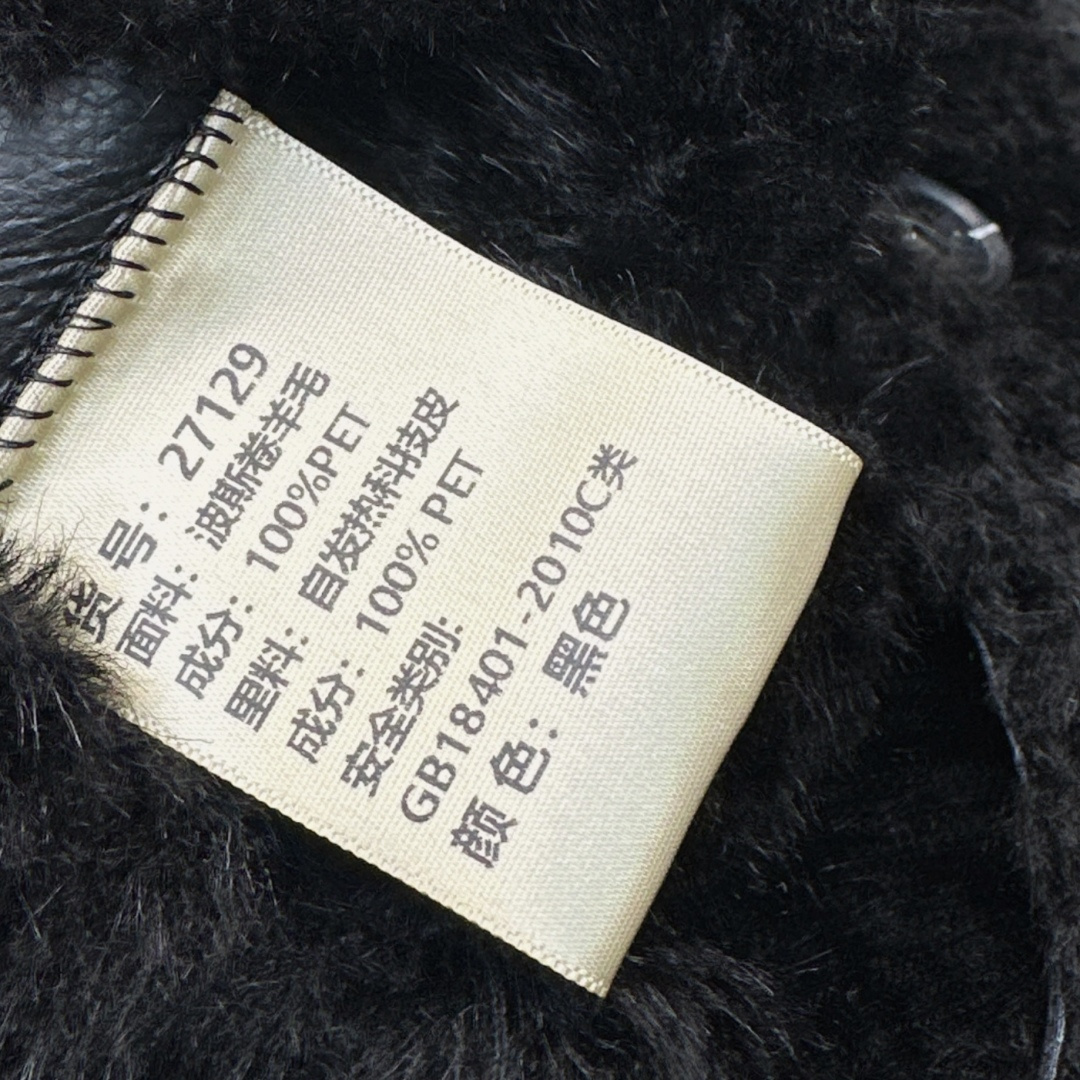 货号：27129
面料：波斯卷羊毛
成分：100%PET
里料：自发热科技皮
成分：100% PET
安全类别：
GB18401-2010C类
颜色：黑色